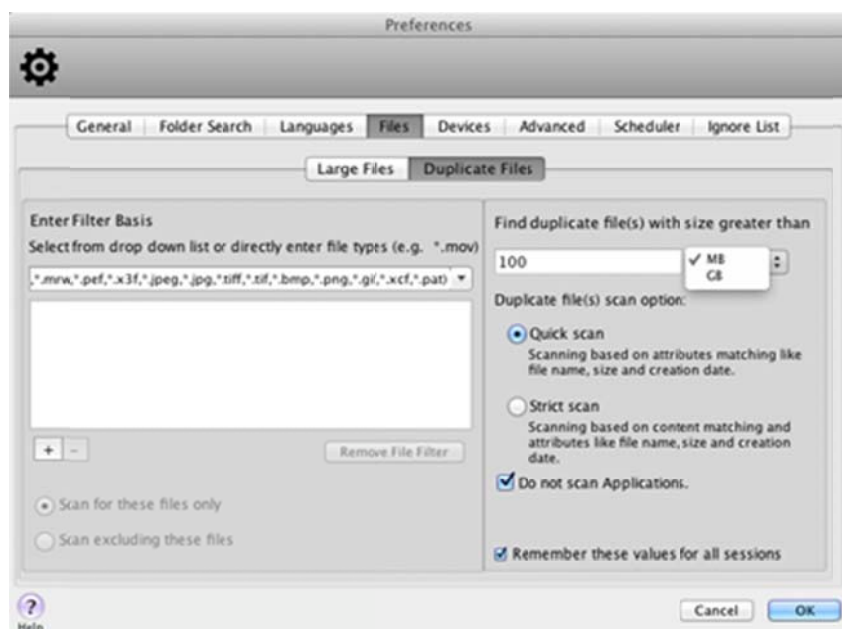 Preferences
General Folder Search Languages Files Devices Advanced Scheduler Ignore List
Large Files Duplicate Files
Enter Filter Basis
Select from drop down list or directly enter file types (e.g. *.mov)
,*.mrw,*.pef,*.x3f,*.jpeg,*.jpg,*.tiff,*.tif,*.bmp,*.png,*.gif,*.xcf,*.pat)
+ -
Remove File Filter
Scan for these files only
Scan excluding these files
Find duplicate file(s) with size greater than
100
MB
GB
Duplicate file(s) scan option:
Quick scan
Scanning based on attributes matching like
file name, size and creation date.
Strict scan
Scanning based on content matching and
attributes like file name, size and creation
date.
Do not scan Applications.
Remember these values for all sessions
?
Help
Cancel OK